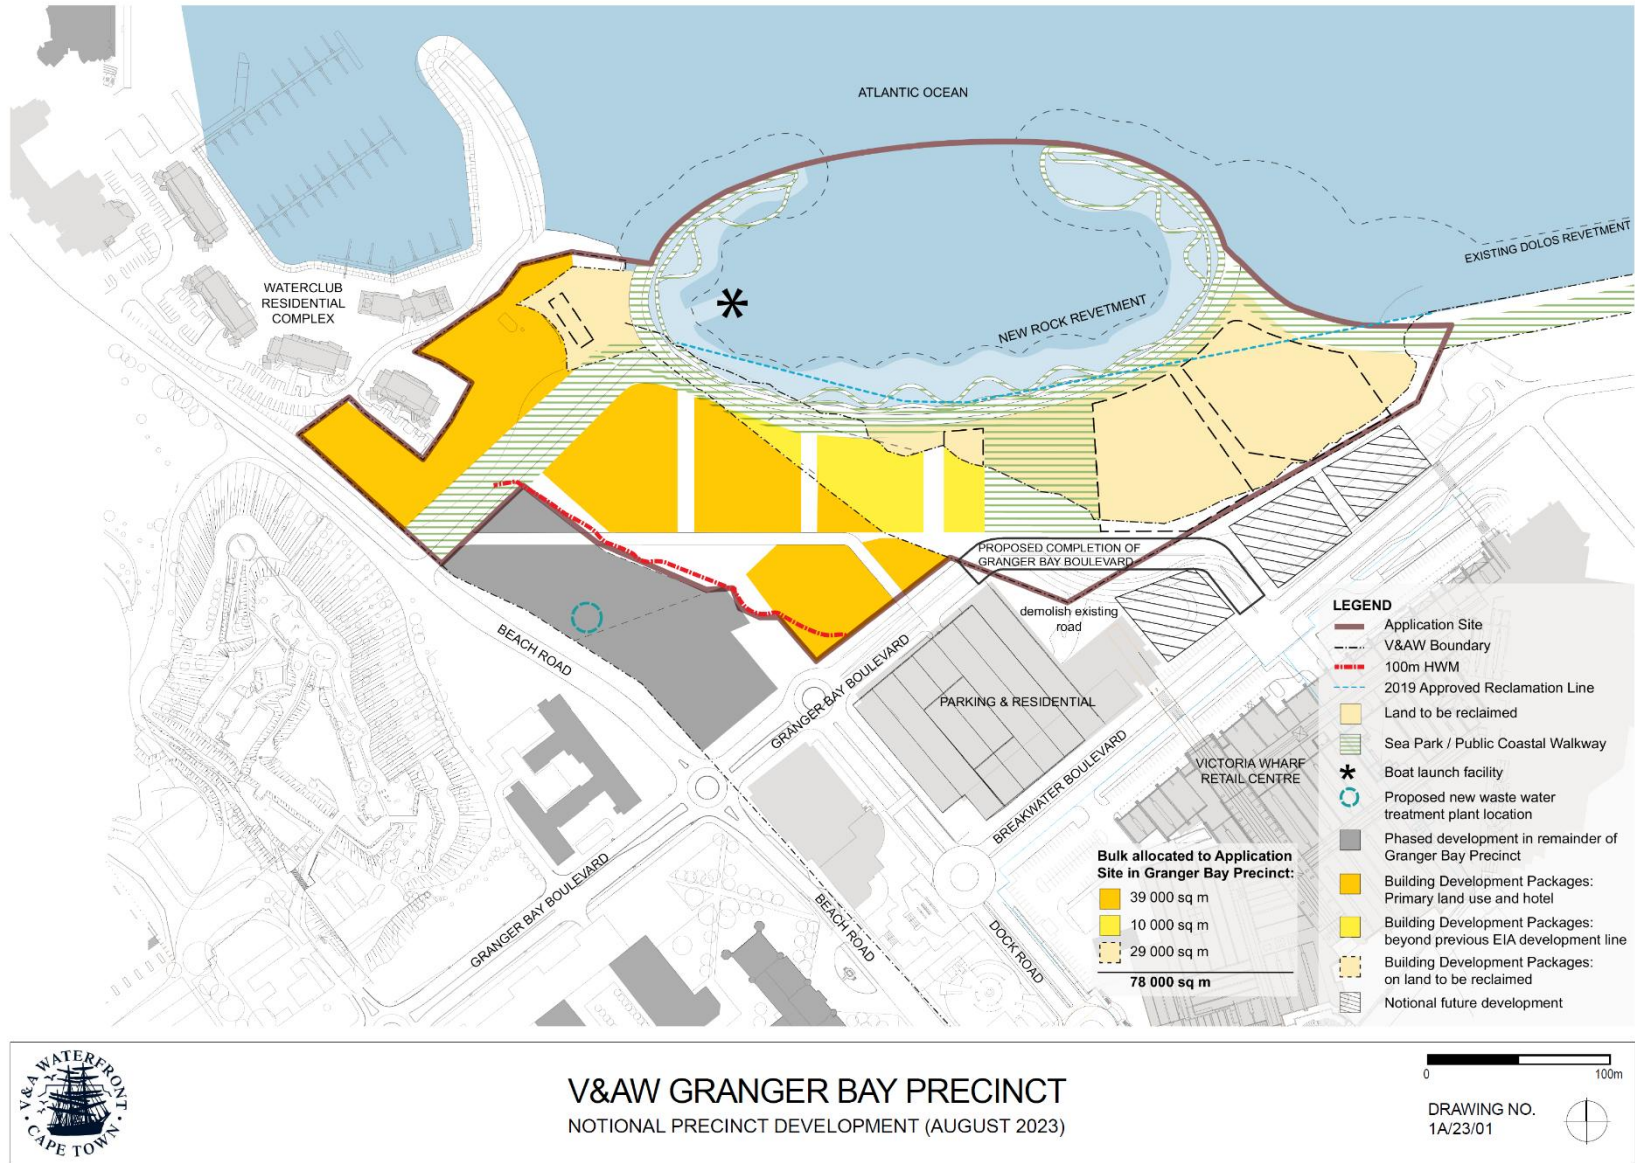 ATLANTIC OCEAN
EXISTING DOLOS REVETMENT
WATERCLUB
RESIDENTIAL
COMPLEX
NEW ROCK REVETMENT
*
PROPOSED COMPLETION OF
GRANGER BAY BOULEVARD
demolish existing
road
BEACH ROAD
GRANGER BAY BOULEVARD
PARKING & RESIDENTIAL
BREAKWATER BOULEVARD
VICTORIA WHARF
RETAIL CENTRE
GRANGER BAY BOULEVARD
BEACH ROAD
DOCK ROAD
LEGEND
Application Site
V&AW Boundary
100m HWM
2019 Approved Reclamation Line
Land to be reclaimed
Sea Park / Public Coastal Walkway
* Boat launch facility
Proposed new waste water
treatment plant location
Phased development in remainder of
Granger Bay Precinct
Building Development Packages:
Primary land use and hotel
Building Development Packages:
beyond previous EIA development line
Building Development Packages:
on land to be reclaimed
Notional future development
Bulk allocated to Application
Site in Granger Bay Precinct:
39 000 sq m
10 000 sq m
29 000 sq m
78 000 sq m
V&A WATERFRONT
CAPE TOWN
V&AW GRANGER BAY PRECINCT
NOTIONAL PRECINCT DEVELOPMENT (AUGUST 2023)
0 100m
DRAWING NO.
1A/23/01